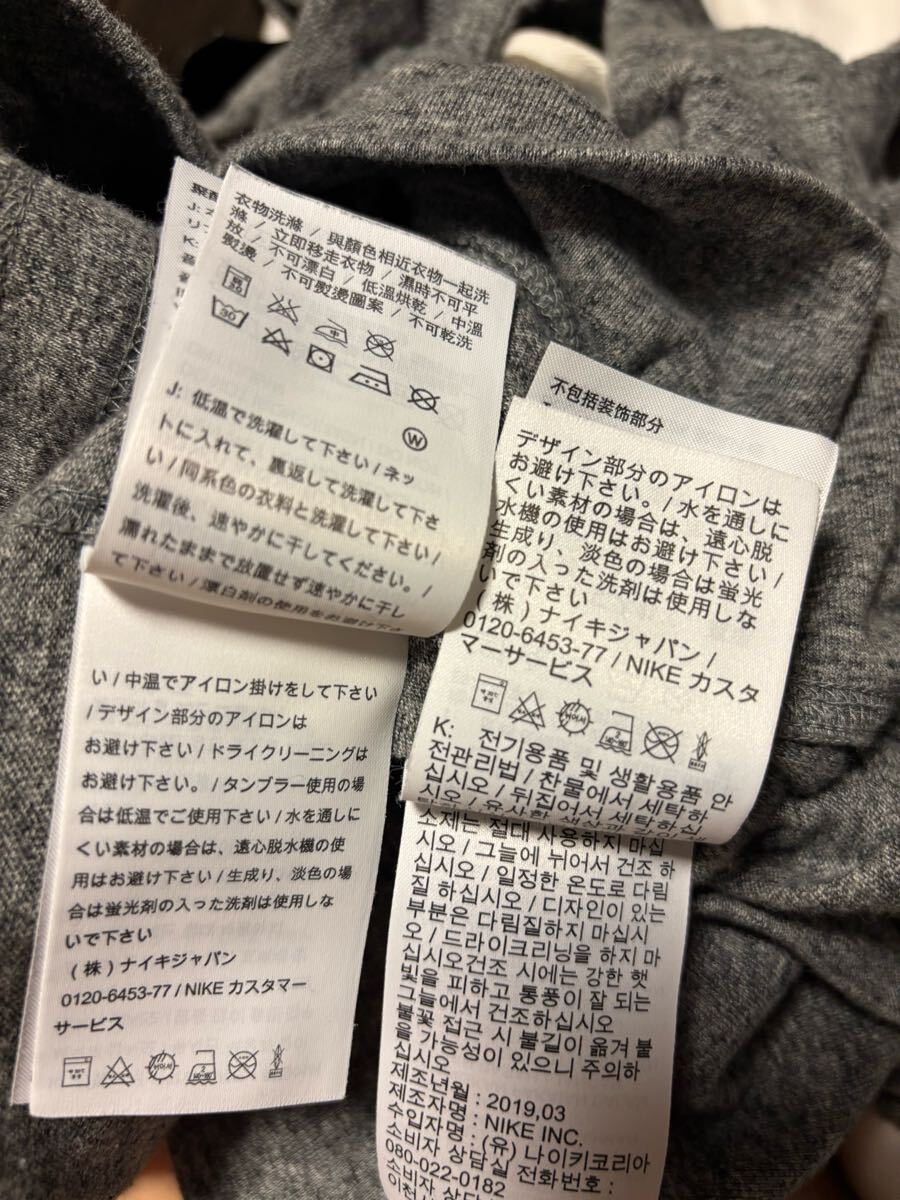 衣物洗滌 / 與顏色相近衣物一起洗
滌 / 立即移走衣物 / 濕時不可平
放 / 不可漂白 / 低溫烘乾 / 中溫
熨燙 / 不可熨燙圖案 / 不可乾洗
30
中
W
J: 低温で洗濯して下さい / ネッ
トに入れて、裏返して洗濯して下さ
い / 同系色の衣料と洗濯して下さい /
洗濯後、速やかに干してください。/
濡れたままで放置せず速やかに干し
て下さい / 漂白剤の使用をお避け下さ
い / 中温でアイロン掛けをして下さい
/ デザイン部分のアイロンは
お避け下さい / ドライクリーニングは
お避け下さい。/ タンブラー使用の場
合は低温でご使用下さい / 水を通しに
くい素材の場合は、遠心脱水機の使
用はお避け下さい / 生成り、淡色の場
合は蛍光剤の入った洗剤は使用しな
いで下さい
(株) ナイキジャパン
0120-6453-77 / NIKE カスタマー
サービス
不包括装饰部分
デザイン部分のアイロンは
お避け下さい。/ 水を通しに
くい素材の場合は、遠心脱
水機の使用はお避け下さい /
生成り、淡色の場合は蛍光
剤の入った洗剤は使用しな
いで下さい
(株) ナイキジャパン /
0120-6453-77 / NIKE カスタ
マーサービス
K: 전기용품 및 생활용품 안
전관리법 / 찬물에서 세탁하
십시오 / 뒤집어서 세탁하십
소제는 절대 사용하지 마십
시오 / 그늘에 뉘어서 건조 하
십시오 / 일정한 온도로 다림
질 하십시오 / 디자인이 있는
부분은 다림질하지 마십시
오 / 드라이크리닝을 하지 마
십시오건조 시에는 강한 햇
빛을 피하고 통풍이 잘 되는
그늘에서 건조하십시오
불꽃 접근 시 불길이 옮겨 붙
을 가능성이 있으니 주의하
십시오
제조년월 : 2019,03
제조자명 : NIKE INC.
수입자명 : (유) 나이키코리아
소비자 상담실 전화번호 :
080-022-0182
소비자 상담